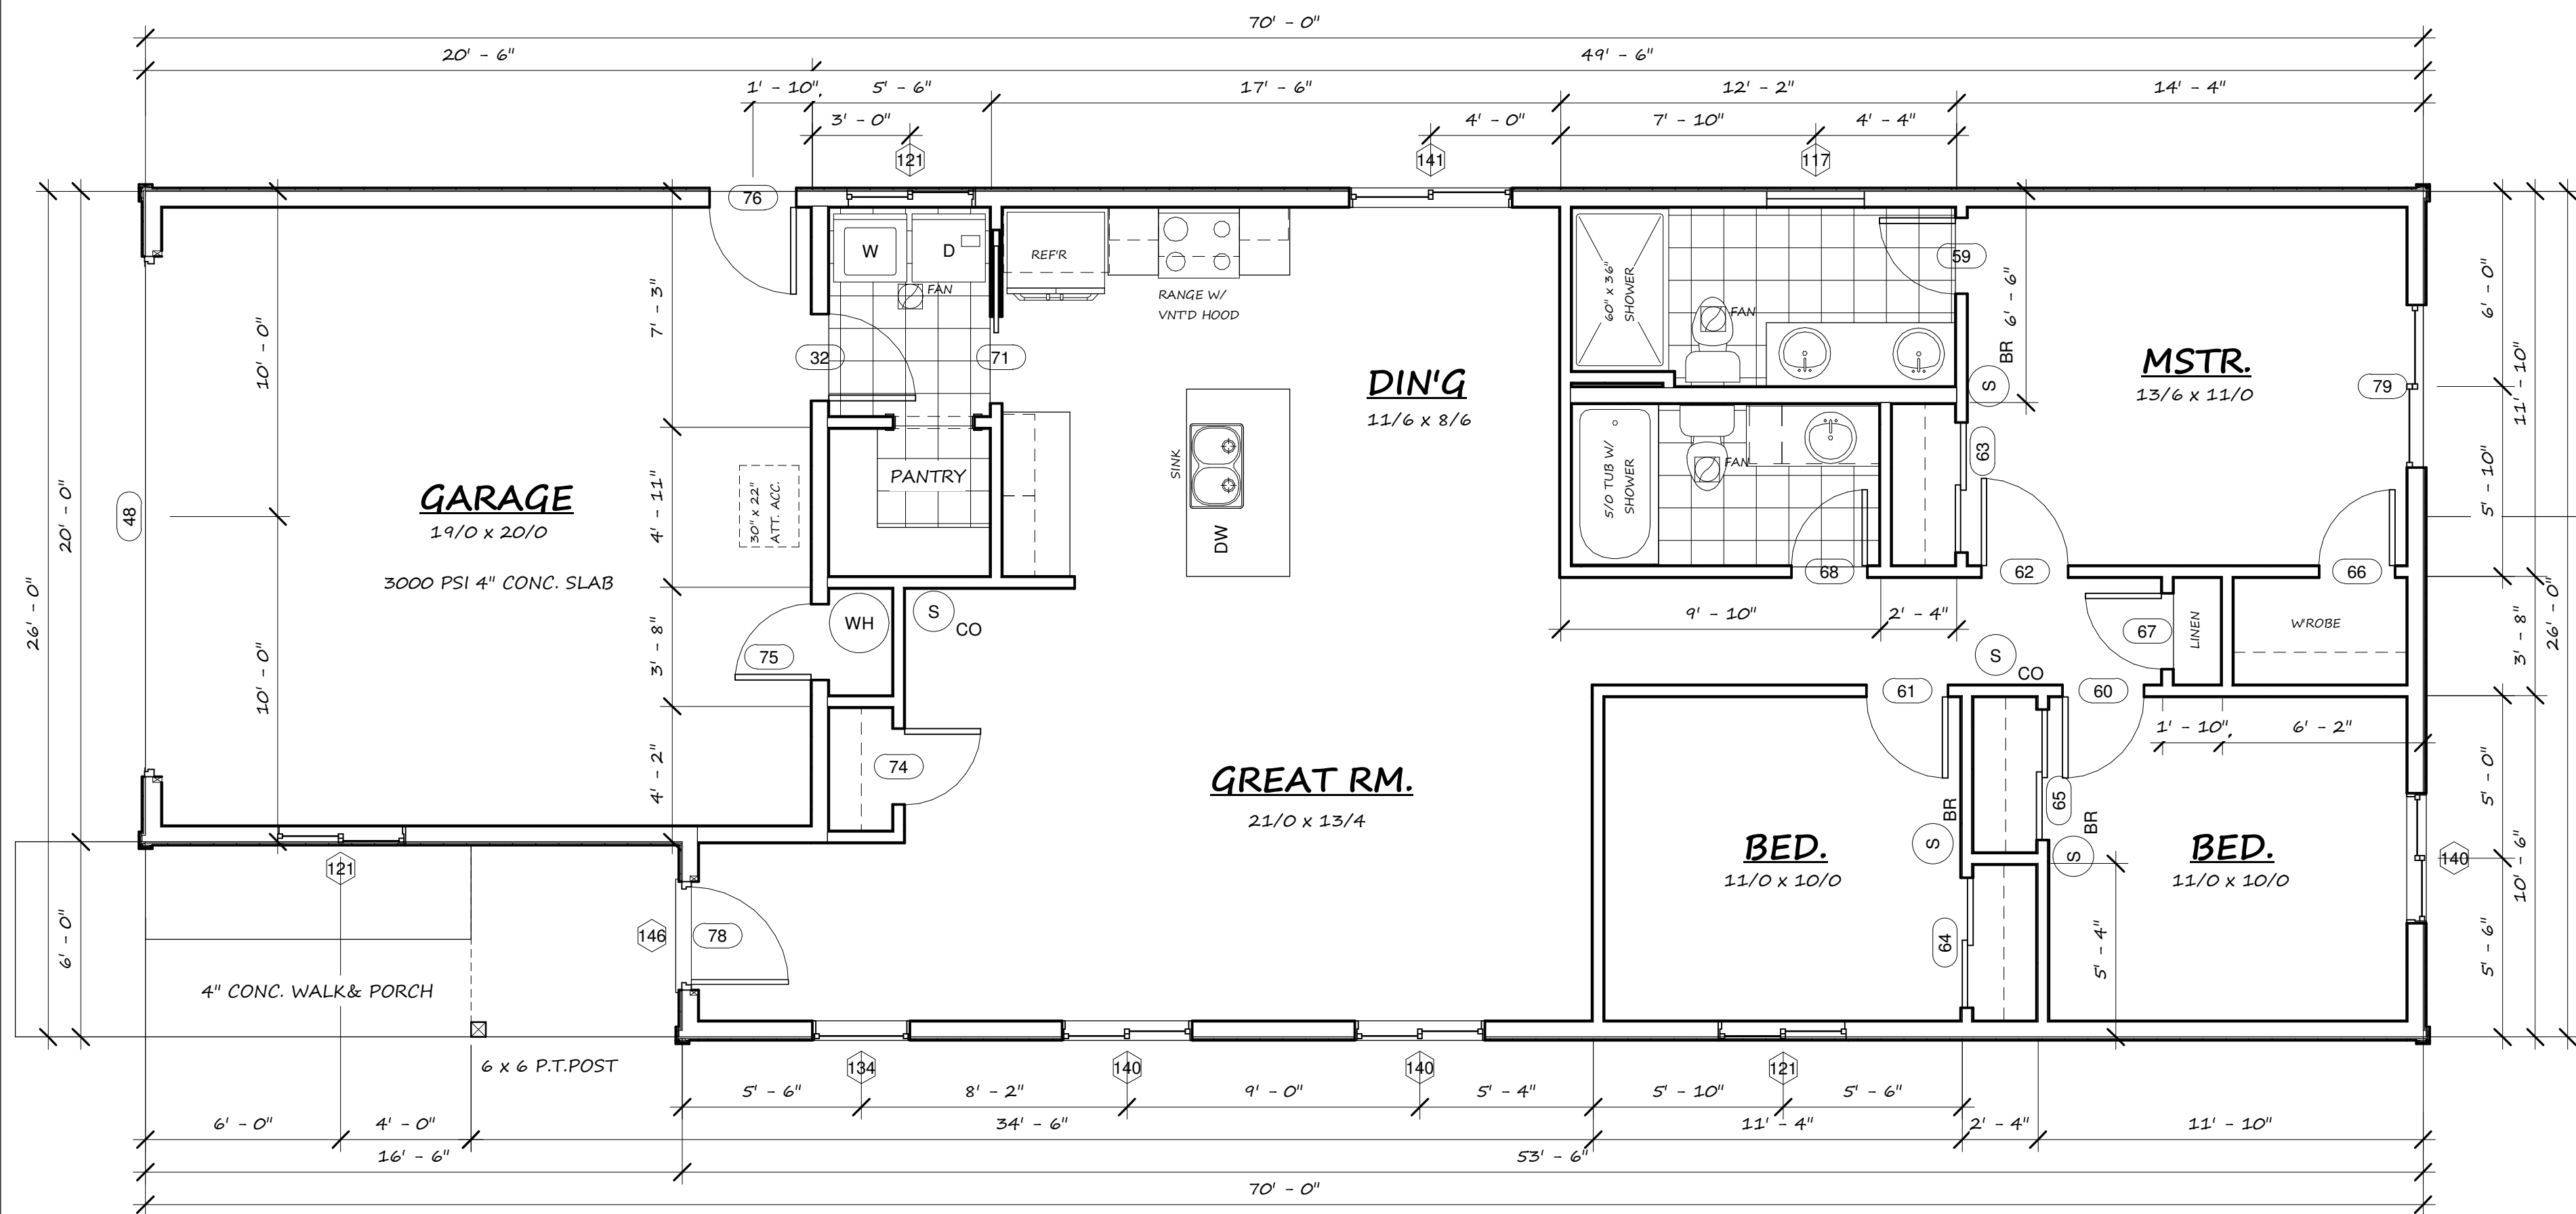 70' - 0"
20' - 6"
49' - 6"
1' - 10"
5' - 6"
17' - 6"
12' - 2"
14' - 4"
3' - 0"
4' - 0"
7' - 10"
4' - 4"
121
141
117
76
W
D
FAN
REF'R
RANGE W/
VNT'D HOOD
60" x 36"
SHOWER
FAN
59
6' - 6"
BR
S
6' - 0"
10' - 0"
7' - 3"
32
71
DIN'G
11/6 x 8/6
MSTR.
13/6 x 11/0
79
11' - 10"
26' - 0"
20' - 0"
48
GARAGE
19/0 x 20/0
3000 PSI 4" CONC. SLAB
4' - 11"
30" x 22"
ATT. ACC.
PANTRY
SINK
DW
5/0 TUB W/
SHOWER
FAN
63
5' - 10"
68
62
66
10' - 0"
3' - 8"
75
WH
S
CO
9' - 10"
2' - 4"
S
CO
67
LINEN
W'ROBE
3' - 8"
26' - 0"
61
60
1' - 10"
6' - 2"
4' - 2"
74
GREAT RM.
21/0 x 13/4
BED.
11/0 x 10/0
BR
S
65
BR
S
BED.
11/0 x 10/0
5' - 0"
140
10' - 6"
6' - 0"
121
146
78
64
5' - 4"
5' - 6"
4" CONC. WALK& PORCH
6 x 6 P.T.POST
134
140
140
121
5' - 6"
8' - 2"
9' - 0"
5' - 4"
5' - 10"
5' - 6"
6' - 0"
4' - 0"
34' - 6"
11' - 4"
2' - 4"
11' - 10"
16' - 6"
53' - 6"
70' - 0"